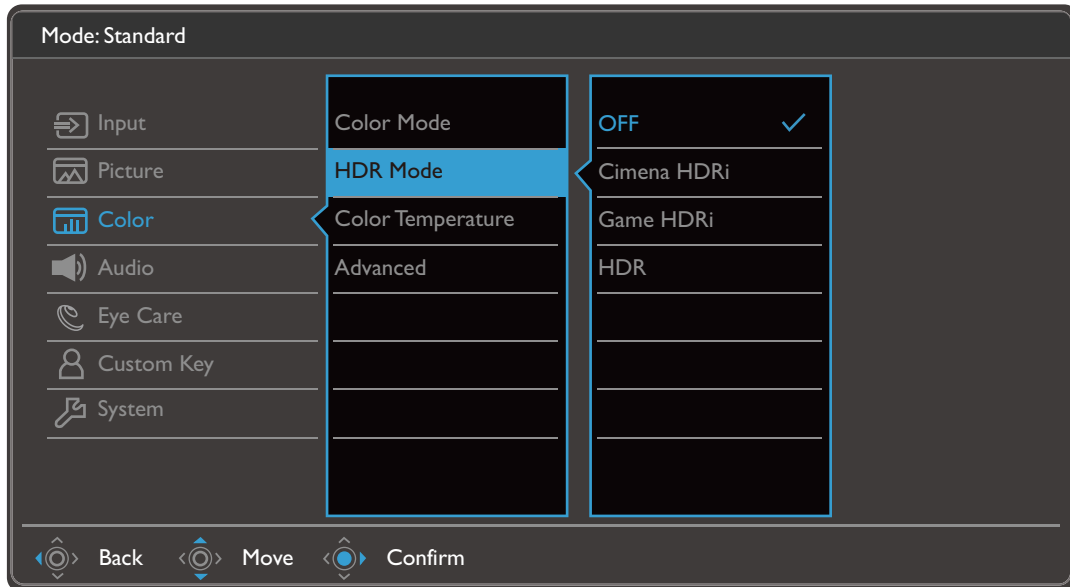 Mode: Standard
Input
Picture
Color
Audio
Eye Care
Custom Key
System
Color Mode
HDR Mode
Color Temperature
Advanced
OFF
Cimena HDRi
Game HDRi
HDR
Back Move Confirm